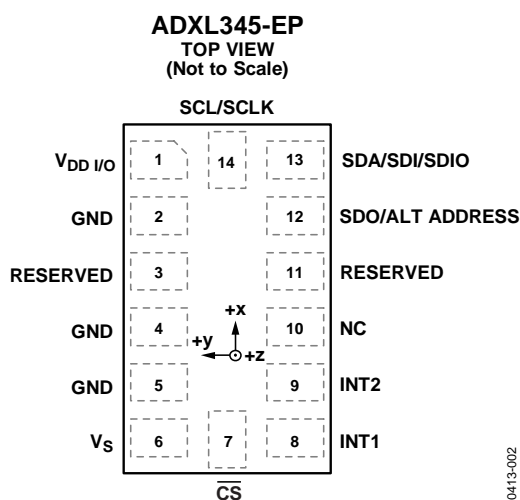 ADXL345-EP
TOP VIEW
(Not to Scale)
SCL/SCLK
VDD I/O 1 14 13 SDA/SDI/SDIO
GND 2 12 SDO/ALT ADDRESS
RESERVED 3 11 RESERVED
+x
GND 4 10 NC
+y +z
GND 5 9 INT2
VS 6 7 8 INT1
CS
0413-002